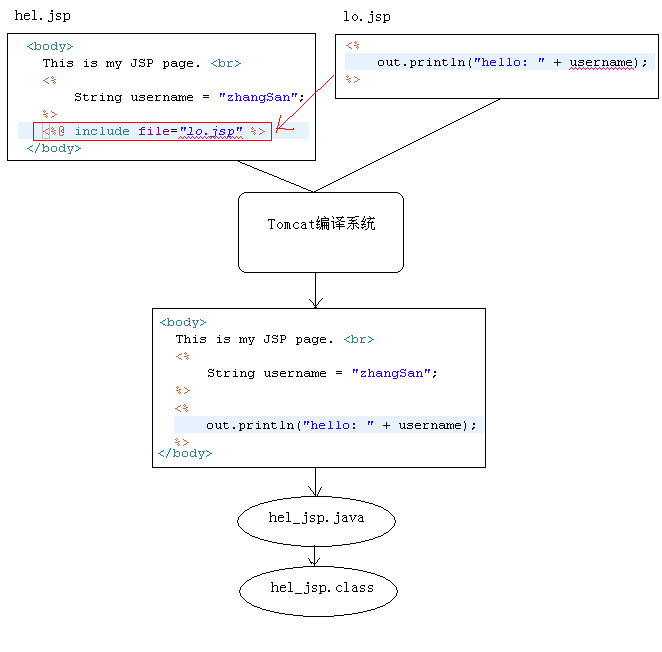 hel.jsp
<body>
This is my JSP page. <br>
<%
String username = "zhangSan";
%>
<%@ include file="lo.jsp" %>
</body>
lo.jsp
<%
out.println("hello: " + username);
%>
Tomcat编译系统
<body>
This is my JSP page. <br>
<%
String username = "zhangSan";
%>
<%
out.println("hello: " + username);
%>
</body>
hel_jsp.java
hel_jsp.class